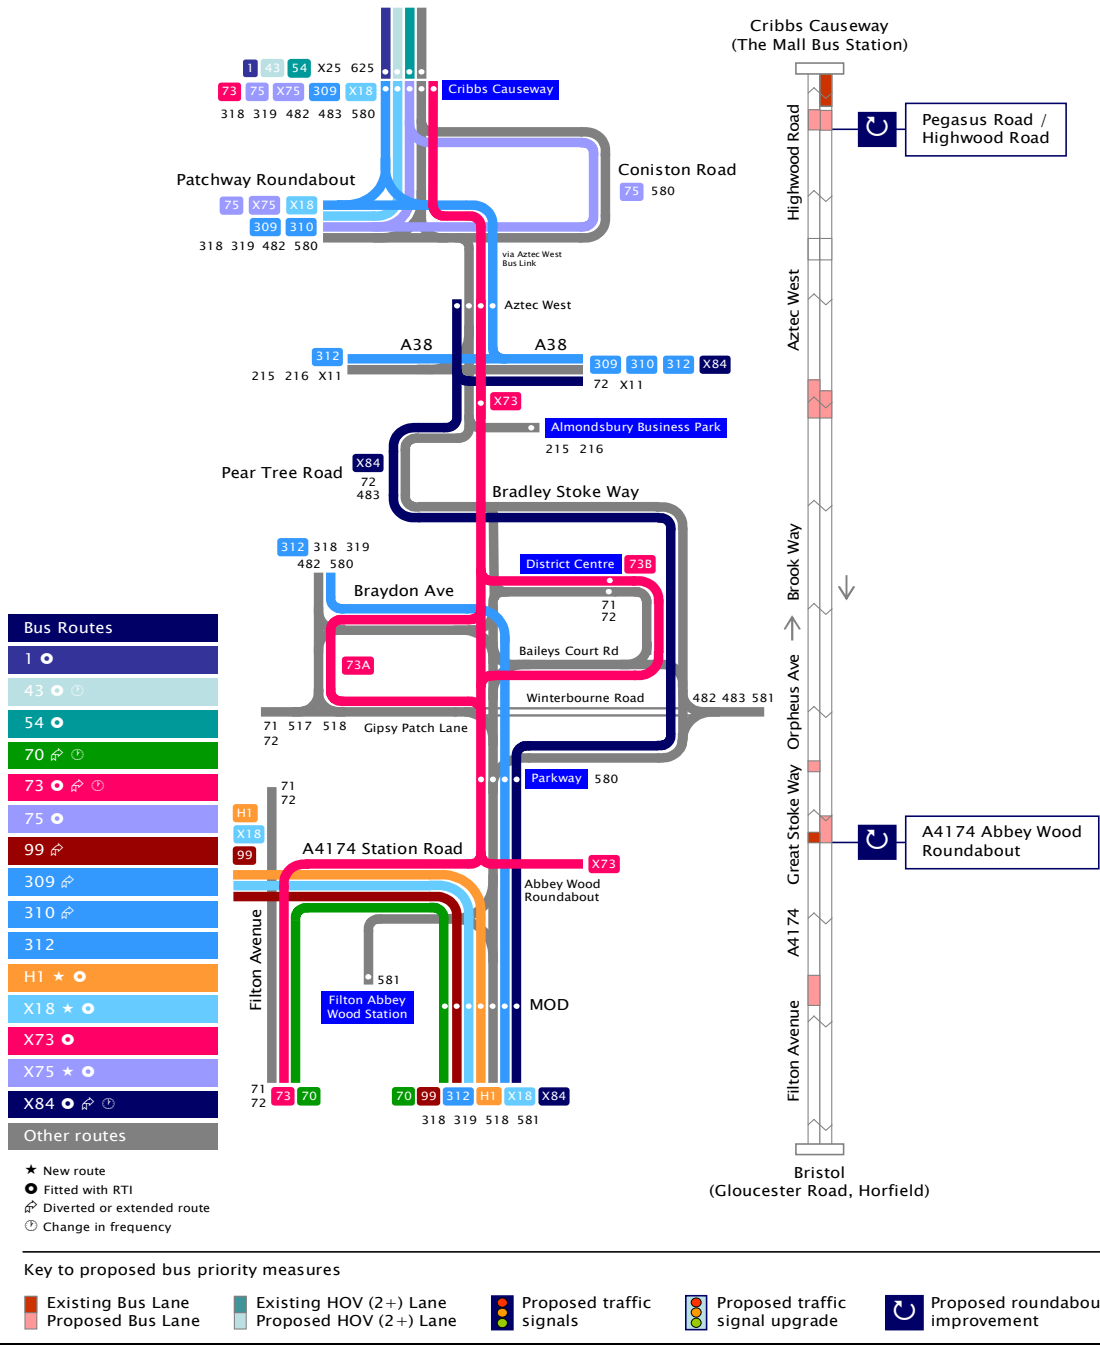 Cribbs Causeway
(The Mall Bus Station)
1 43 54 X25 625
73 75 X75 309 X18
Cribbs Causeway
318 319 482 483 580
Highwood Road
Pegasus Road /
Highwood Road
Patchway Roundabout
Coniston Road
75 580
75 X75 X18
309 310
318 319 482 580
via Aztec West
Bus Link
Aztec West
Aztec West
A38
A38
312
215 216 X11
309 310 312 X84
72 X11
X73
Almondsbury Business Park
215 216
Pear Tree Road
X84
72
483
Bradley Stoke Way
312 318 319
482 580
District Centre 73B
71
72
Braydon Ave
Brook Way
Baileys Court Rd
73A
Winterbourne Road
482 483 581
71 517 518
72
Gipsy Patch Lane
Orpheus Ave
Parkway 580
71
72
H1
X18
99
A4174 Station Road
X73
Abbey Wood
Roundabout
Great Stoke Way
A4174 Abbey Wood
Roundabout
Filton Avenue
581
Filton Abbey
Wood Station
MOD
A4174
Filton Avenue
71
72 73 70
70 99 312 H1 X18 X84
318 319 518 581
Bristol
(Gloucester Road, Horfield)
Bus Routes
1
43
54
70
73
75
99
309
310
312
H1 ★
X18 ★
X73
X75 ★
X84
Other routes
★ New route
Fitted with RTI
Diverted or extended route
Change in frequency
Key to proposed bus priority measures
Existing Bus Lane
Proposed Bus Lane
Existing HOV (2+) Lane
Proposed HOV (2+) Lane
Proposed traffic
signals
Proposed traffic
signal upgrade
Proposed roundabou
improvement